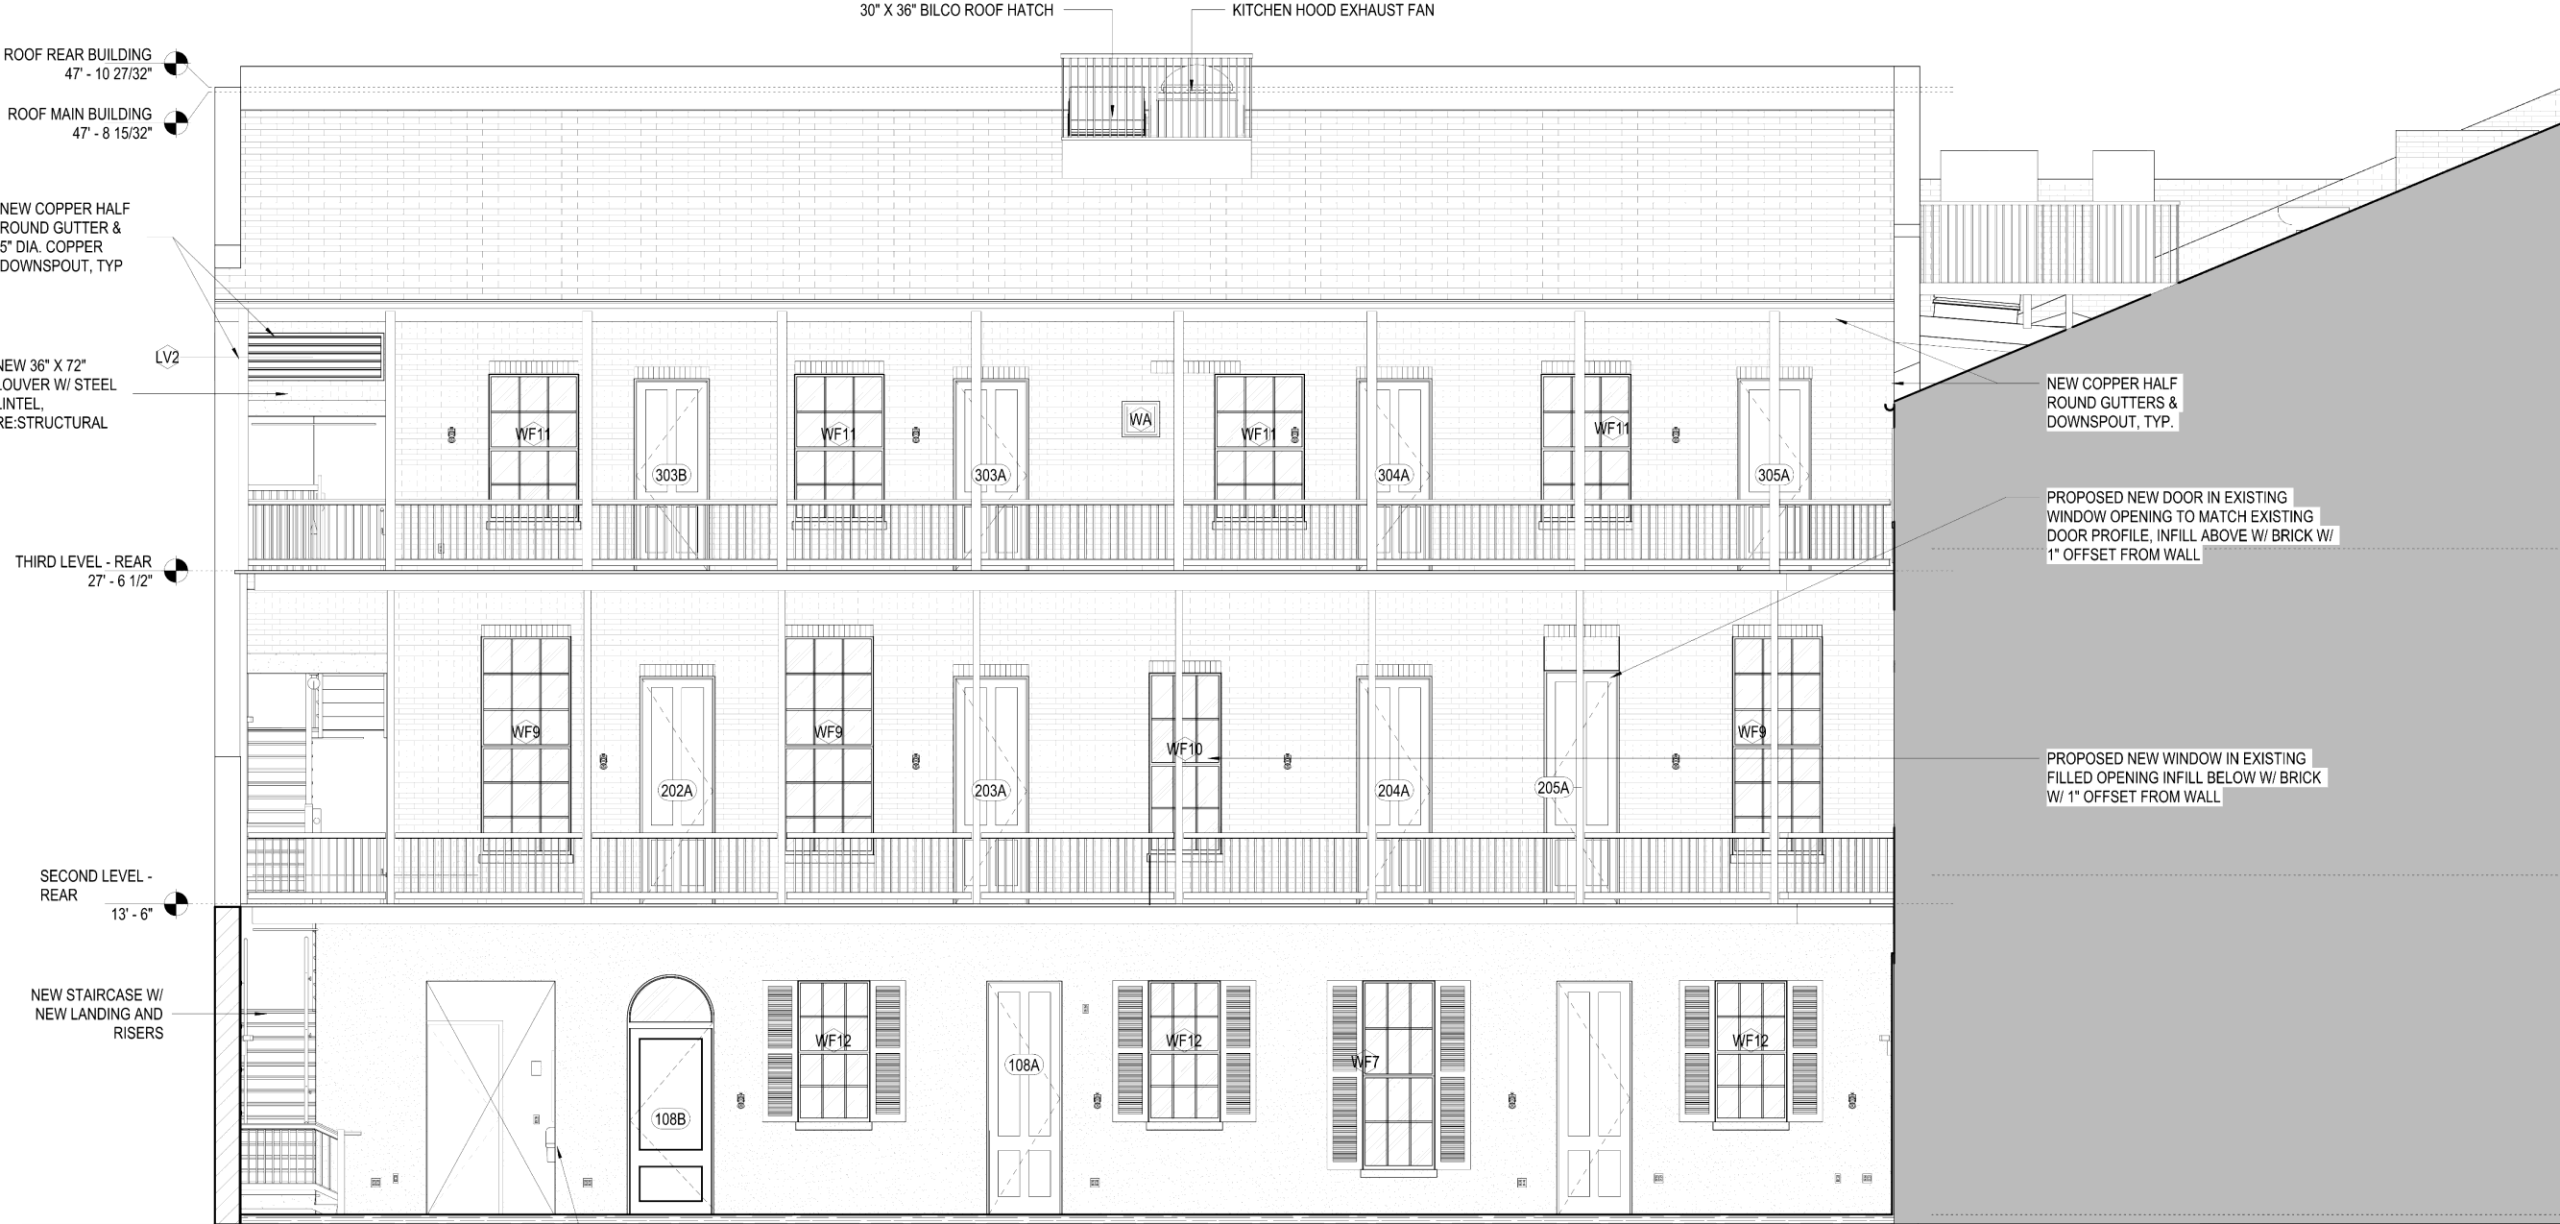 30" X 36" BILCO ROOF HATCH
KITCHEN HOOD EXHAUST FAN
ROOF REAR BUILDING
47' - 10 27/32"
ROOF MAIN BUILDING
47' - 8 15/32"
NEW COPPER HALF
ROUND GUTTER &
5" DIA. COPPER
DOWNSPOUT, TYP
LV2
NEW 36" X 72"
LOUVER W/ STEEL
LINTEL,
RE:STRUCTURAL
NEW COPPER HALF
ROUND GUTTERS &
DOWNSPOUT, TYP.
WF11
WF11
WA
WF11
WF11
303B
303A
304A
305A
PROPOSED NEW DOOR IN EXISTING
WINDOW OPENING TO MATCH EXISTING
DOOR PROFILE, INFILL ABOVE W/ BRICK W/
1" OFFSET FROM WALL
THIRD LEVEL - REAR
27' - 6 1/2"
WF9
WF9
WF10
WF9
202A
203A
204A
205A
PROPOSED NEW WINDOW IN EXISTING
FILLED OPENING INFILL BELOW W/ BRICK
W/ 1" OFFSET FROM WALL
SECOND LEVEL -
REAR
13' - 6"
NEW STAIRCASE W/
NEW LANDING AND
RISERS
WF12
WF12
WF7
WF12
108B
108A